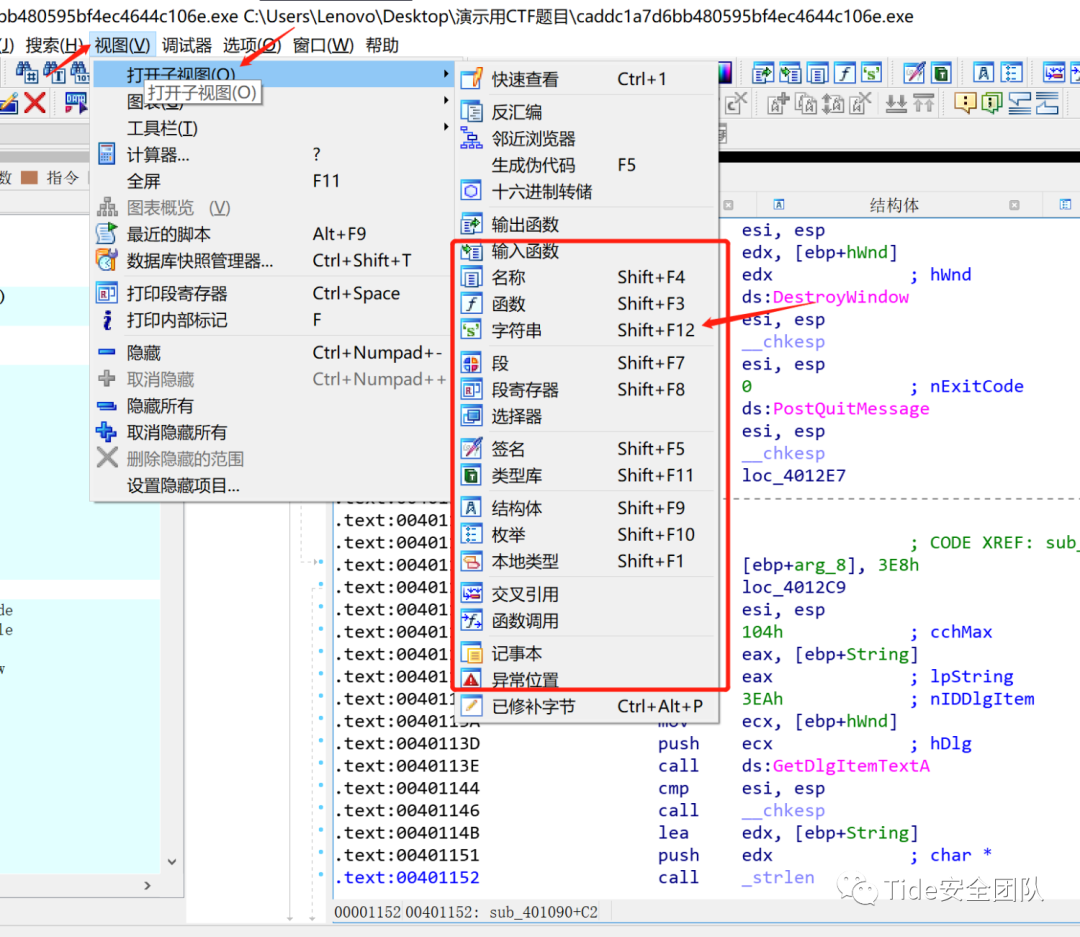 bb480595bf4ec4644c106e.exe C:\Users\Lenovo\Desktop\演示用CTF题目\caddc1a7d6bb480595bf4ec4644c106e.exe
(J) 搜索(H) 视图(V) 调试器 选项(O) 窗口(W) 帮助
打开子视图(O)
打开子视图(O)
工具栏(T)
计算器... ?
全屏 F11
图表概览 (V)
最近的脚本 Alt+F9
数据库快照管理器... Ctrl+Shift+T
打印段寄存器 Ctrl+Space
打印内部标记 F
隐藏 Ctrl+Numpad+-
取消隐藏 Ctrl+Numpad++
隐藏所有
取消隐藏所有
删除隐藏的范围
设置隐藏项目...
快速查看 Ctrl+1
反汇编
邻近浏览器
生成伪代码 F5
十六进制转储
输出函数
输入函数
名称 Shift+F4
函数 Shift+F3
字符串 Shift+F12
段 Shift+F7
段寄存器 Shift+F8
选择器
签名 Shift+F5
类型库 Shift+F11
结构体 Shift+F9
枚举 Shift+F10
本地类型 Shift+F1
交叉引用
函数调用
记事本
异常位置
已修补字节 Ctrl+Alt+P
数 指令
结构体
esi, esp
edx, [ebp+hWnd]
edx ; hWnd
ds:DestroyWindow
esi, esp
__chkesp
esi, esp
0 ; nExitCode
ds:PostQuitMessage
esi, esp
__chkesp
loc_4012E7
.text:00401
.text:00401 ; CODE XREF: sub_
.text:00401 [ebp+arg_8], 3E8h
.text:00401 loc_4012C9
.text:00401 esi, esp
.text:00401 104h ; cchMax
.text:00401 eax, [ebp+String]
.text:00401 eax ; lpString
.text:00401 3EAh ; nIDDlgItem
.text:0040113A mov ecx, [ebp+hWnd]
.text:0040113D push ecx ; hDlg
.text:0040113E call ds:GetDlgItemTextA
.text:00401144 cmp esi, esp
.text:00401146 call __chkesp
.text:0040114B lea edx, [ebp+String]
.text:00401151 push edx ; char *
.text:00401152 call _strlen
00001152 00401152: sub_401090+C2
de
le
w
Tide安全团队